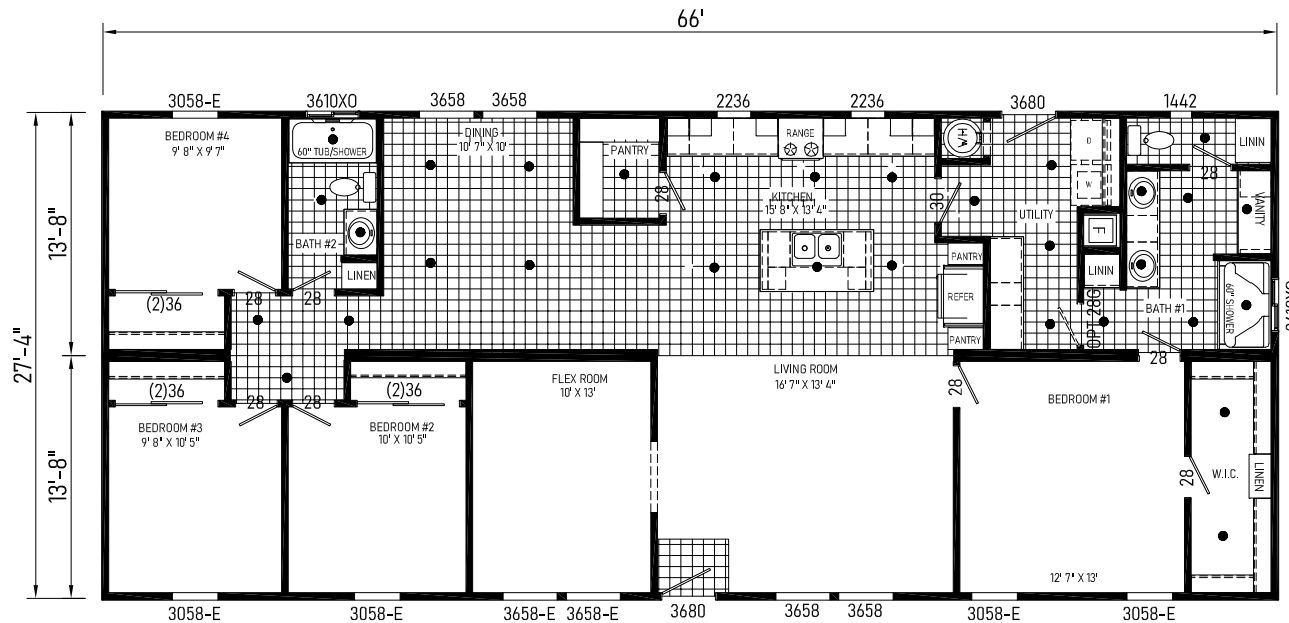 66'
3058-E
3610XO
3658
3658
2236
2236
3680
1442
BEDROOM #4
9' 8" X 9' 7"
60" TUB/SHOWER
DINING
10' 7" X 10'
PANTRY
RANGE
H/A
D
LININ
28
28
KITCHEN
15' 8" X 13' 4"
30
W
UTILITY
VANITY
13'-8"
BATH #2
F
LINEN
PANTRY
LININ
REFER
60" SHOWER
(2)36
28
28
BATH #1
OPT 28G
PANTRY
28
27'-4"
(2)36
(2)36
FLEX ROOM
10' X 13'
LIVING ROOM
16' 7" X 13' 4"
28
BEDROOM #1
28
28
BEDROOM #3
9' 8" X 10' 5"
BEDROOM #2
10' X 10' 5"
13'-8"
28
W.I.C.
LINEN
12' 7" X 13'
3058-E
3058-E
3658-E
3658-E
3680
3658
3658
3058-E
3058-E